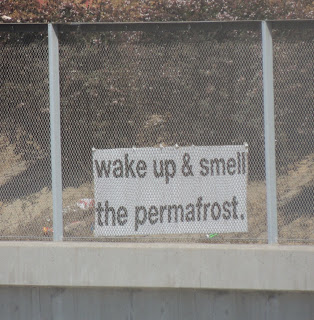 wake up & smell
the permafrost.